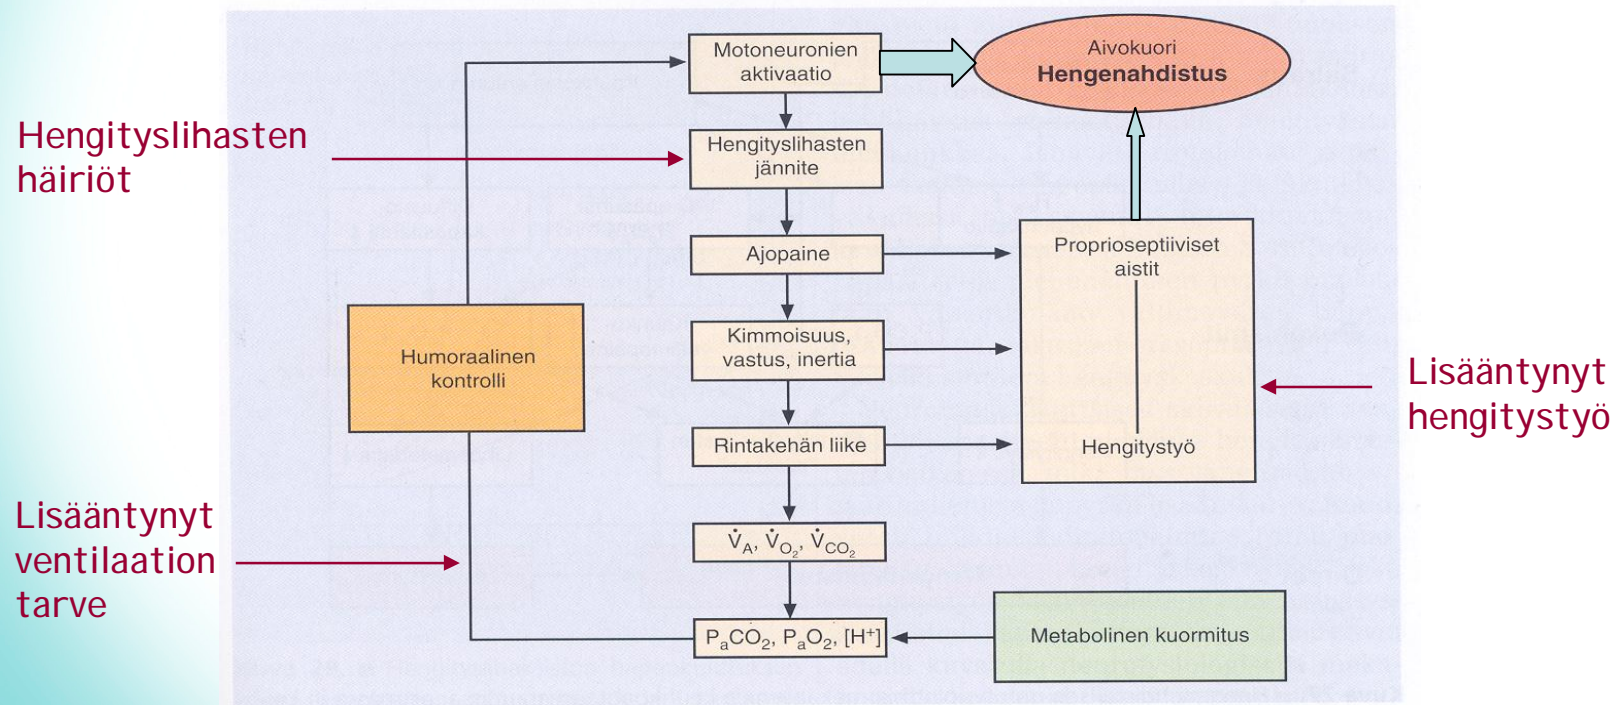 Motoneuronien
aktivaatio
Aivokuori
Hengenahdistus
Hengityslihasten
häiriöt
Hengityslihasten
jännite
Ajopaine
Proprioseptiiviset
aistit
Humoraalinen
kontrolli
Kimmoisuus,
vastus, inertia
Lisääntynyt
hengitystyö
Rintakehän liike
Hengitystyö
Lisääntynyt
ventilaation
tarve
V̇A, V̇O₂, V̇CO₂
PaCO₂, PaO₂, [H⁺]
Metabolinen kuormitus